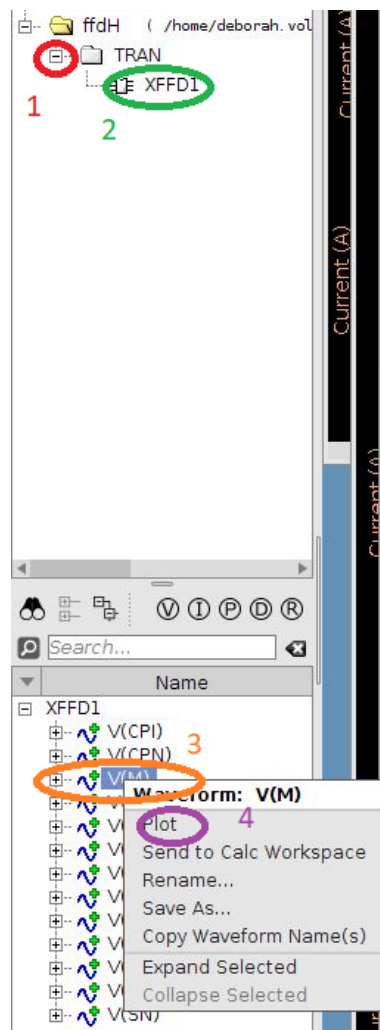 ffdH ( /home/deborah.vol
TRAN
XFFD1
1
2
Current (A)
Current (A)
Current (A)
V I P D R
Search...
Name
XFFD1
V(CPI)
V(CPN)
3
V(M)
Waveform: V(M)
Plot
4
Send to Calc Workspace
Rename...
Save As...
Copy Waveform Name(s)
Expand Selected
Collapse Selected
V(SN)